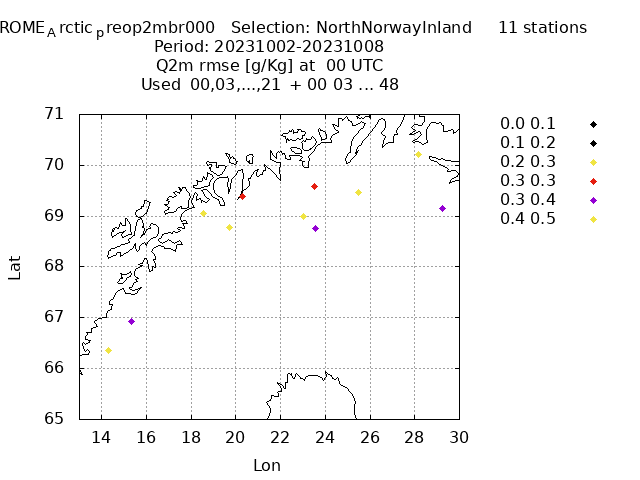 ROME_Arctic_preop2mbr000 Selection: NorthNorwayInland 11 stations
Period: 20231002-20231008
Q2m rmse [g/Kg] at 00 UTC
Used 00,03,...,21 + 00 03 ... 48
71
70
69
68
67
66
65
Lat
14 16 18 20 22 24 26 28 30
Lon
0.0 0.1
0.1 0.2
0.2 0.3
0.3 0.3
0.3 0.4
0.4 0.5